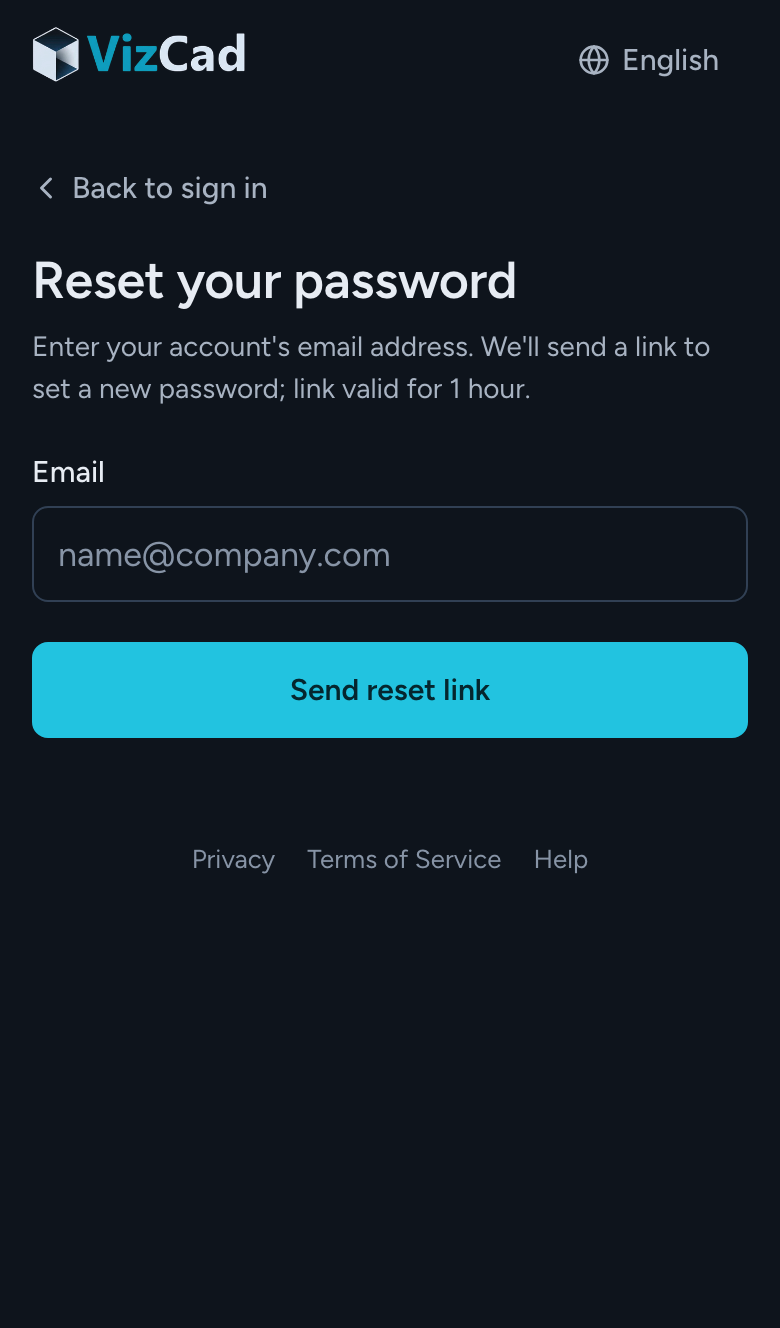 VizCad
English
Back to sign in
Reset your password
Enter your account's email address. We'll send a link to
set a new password; link valid for 1 hour.
Email
name@company.com
Send reset link
Privacy Terms of Service Help